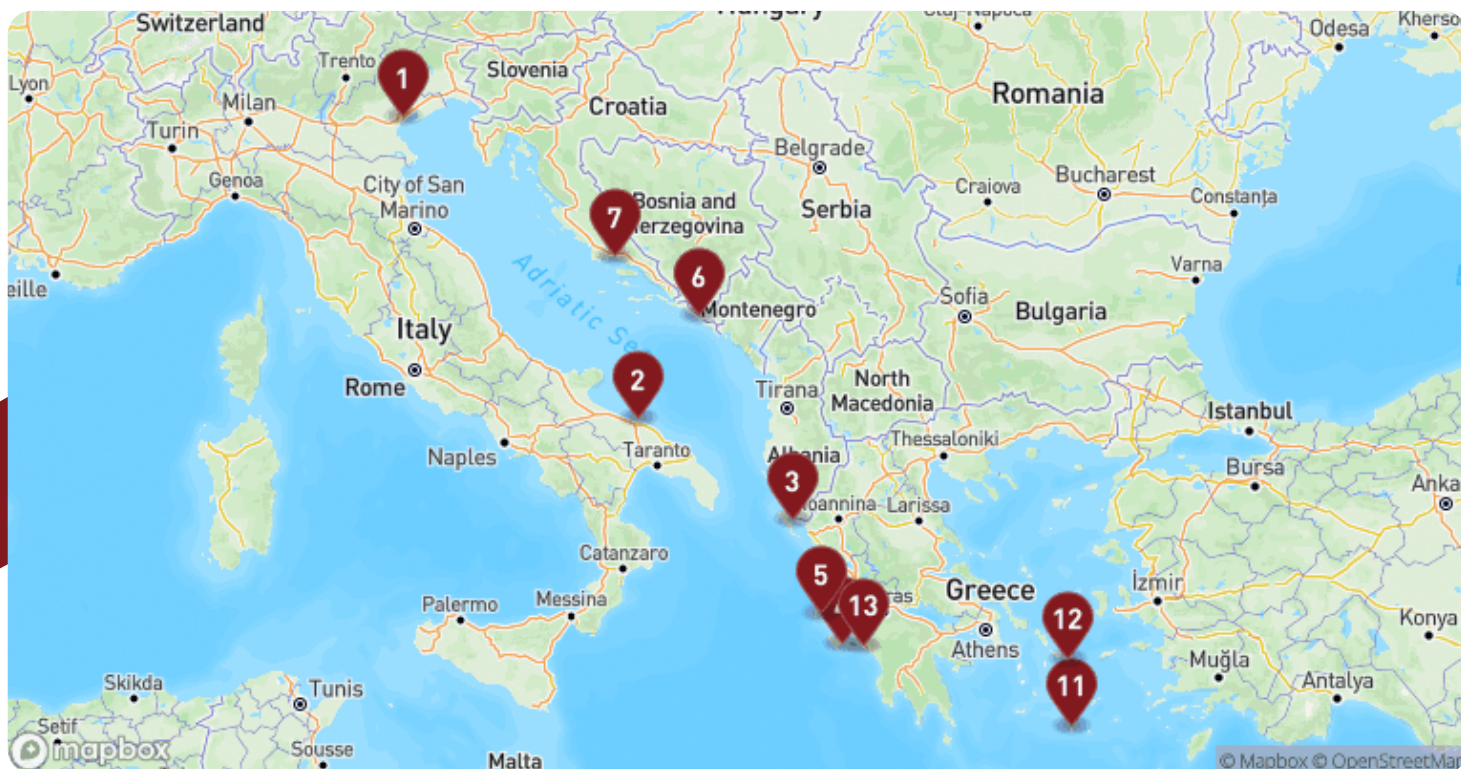 Switzerland
Hungary
Cluj-Napoca
Kherso
Odesa
Trento
1
Slovenia
Lyon
Milan
Croatia
Romania
Turin
Belgrade
Genoa
City of San
Marino
Craiova
Bucharest
Constanța
7
Bosnia and
Herzegovina
Serbia
eille
Adriatic Sea
6
Montenegro
Varna
Sofia
Bulgaria
Italy
Rome
2
Tirana
North
Macedonia
Istanbul
Naples
Taranto
Albania
Thessaloniki
Bursa
3
Ioannina
Larissa
Anka
Catanzaro
5
13
ras
Greece
İzmir
Palermo
Messina
12
Konya
Athens
Muğla
Skikda
Tunis
11
Antalya
Setif
mapbox
Sousse
Malta
© Mapbox © OpenStreetMap